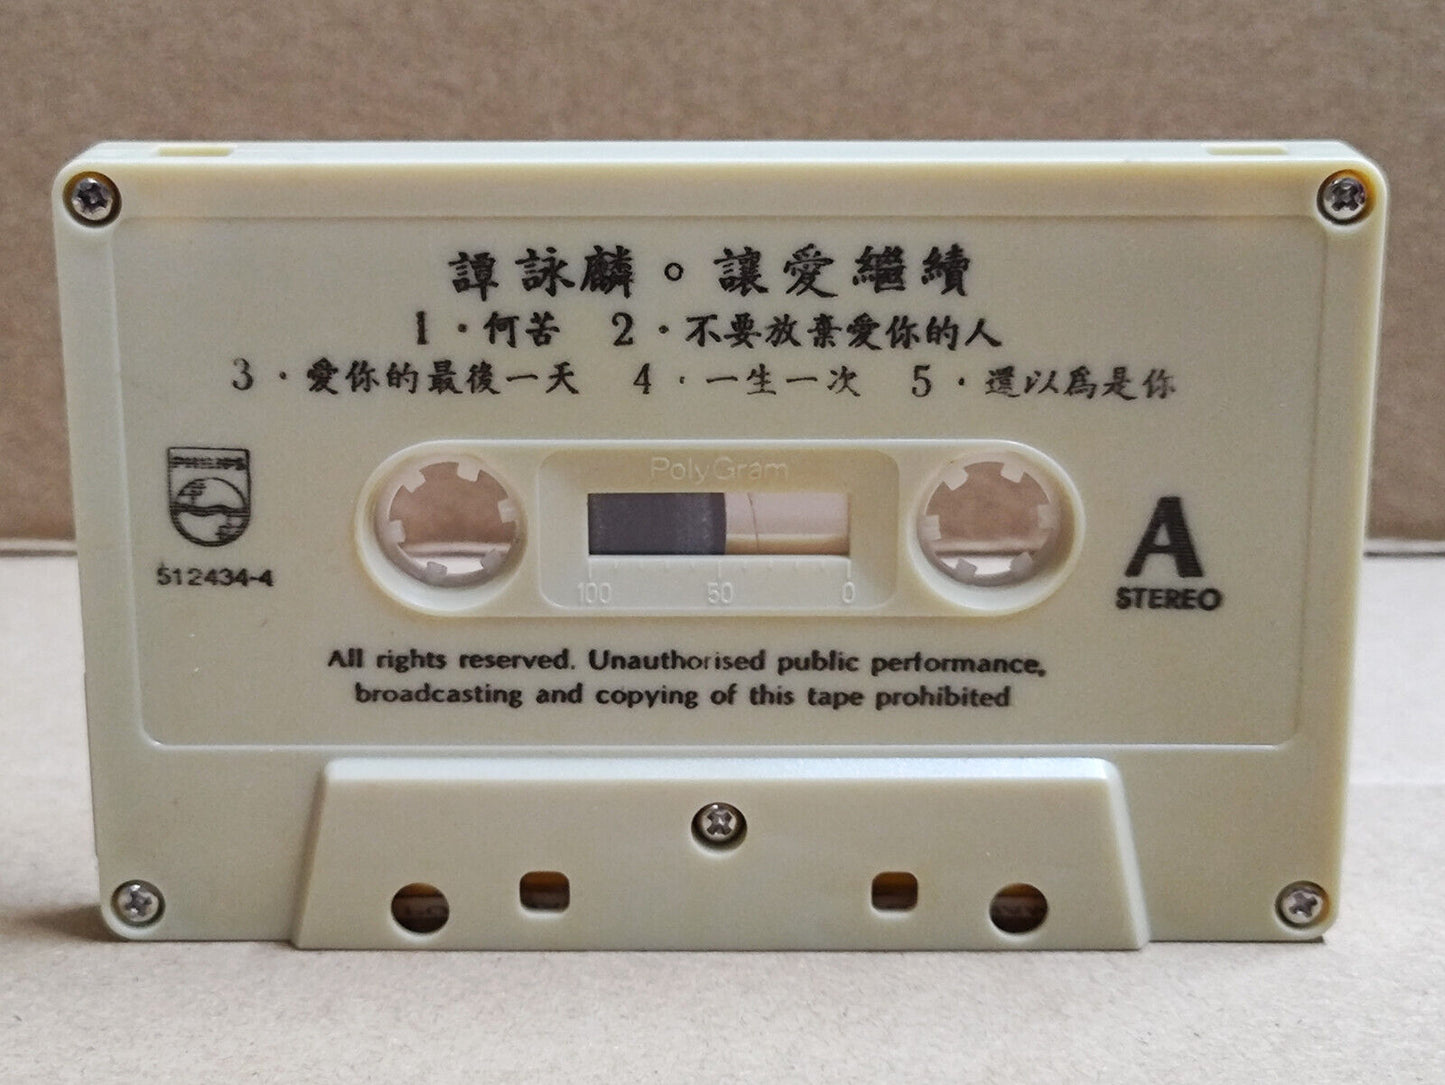 譚詠麟。讓愛繼續
1·何苦 2·不要放棄愛你的人
3·愛你的最後一天 4·一生一次 5·還以為是你
PHILIPS
512434-4
PolyGram
100 50 0
A
STEREO
All rights reserved. Unauthorised public performance,
broadcasting and copying of this tape prohibited